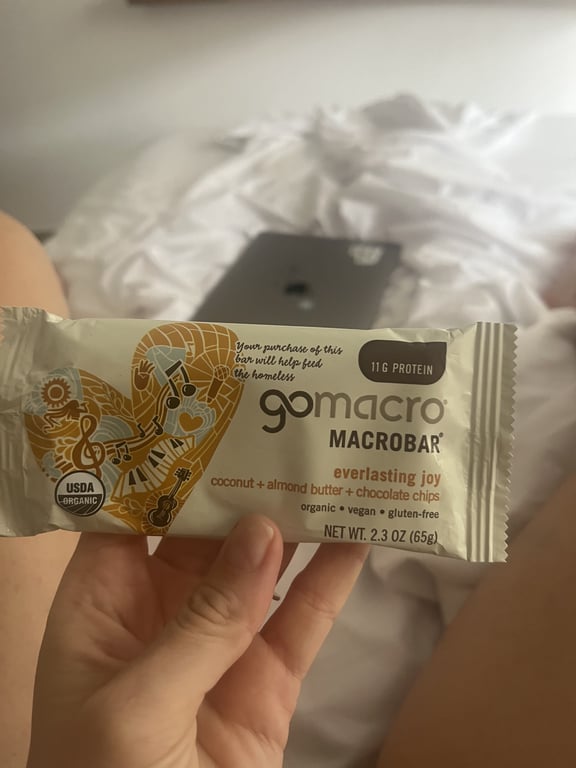 Your purchase of this
bar will help feed
the homeless
11 G PROTEIN
gomacro®
MACROBAR®
everlasting joy
coconut + almond butter + chocolate chips
organic • vegan • gluten-free
NET WT. 2.3 OZ (65g)
USDA
ORGANIC